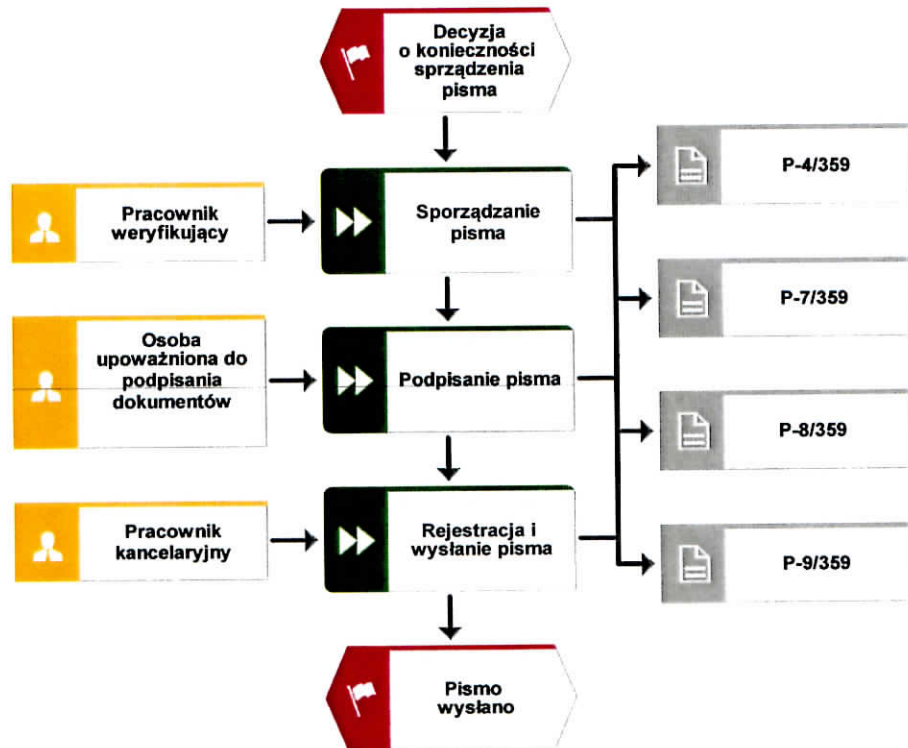 Decyzja
o konieczności
sprządzenia
pisma
P-4/359
Pracownik
weryfikujący
Sporządzanie
pisma
P-7/359
Osoba
upoważniona do
podpisania
dokumentów
Podpisanie pisma
P-8/359
Pracownik
kancelaryjny
Rejestracja i
wysłanie pisma
P-9/359
Pismo
wysłano